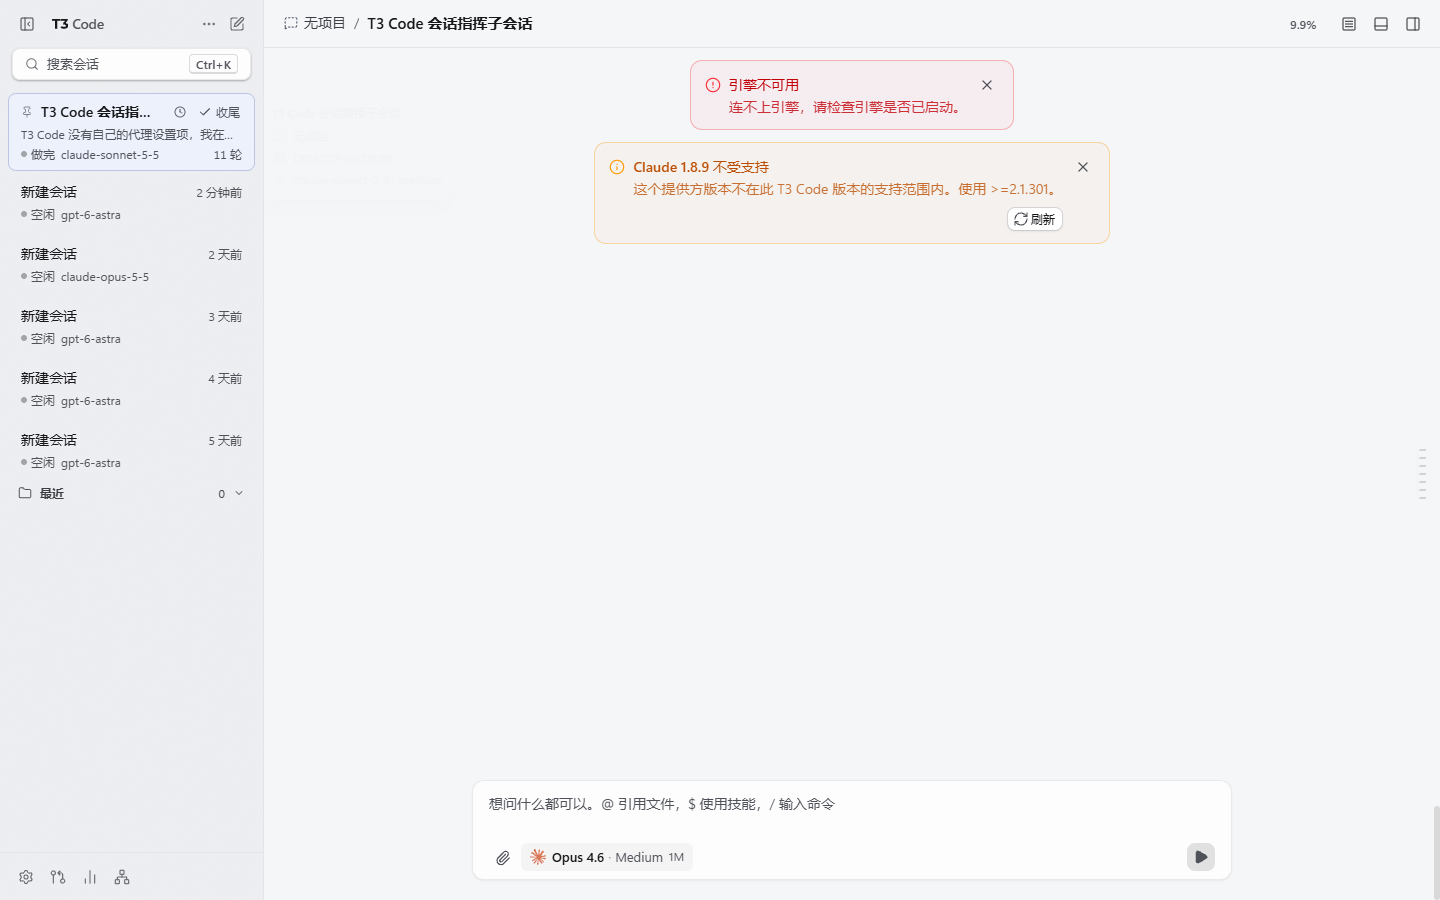 T3 Code
搜索会话
Ctrl+K
T3 Code 会话指...
收尾
T3 Code 没有自己的代理设置项，我在...
做完 claude-sonnet-5-5
11 轮
新建会话
2 分钟前
空闲 gpt-6-astra
新建会话
2 天前
空闲 claude-opus-5-5
新建会话
3 天前
空闲 gpt-6-astra
新建会话
4 天前
空闲 gpt-6-astra
新建会话
5 天前
空闲 gpt-6-astra
最近
0
无项目 / T3 Code 会话指挥子会话
9.9%
引擎不可用
连不上引擎，请检查引擎是否已启动。
Claude 1.8.9 不受支持
这个提供方版本不在此 T3 Code 版本的支持范围内。使用 >=2.1.301。
刷新
想问什么都可以。@ 引用文件，$ 使用技能，/ 输入命令
Opus 4.6 · Medium 1M